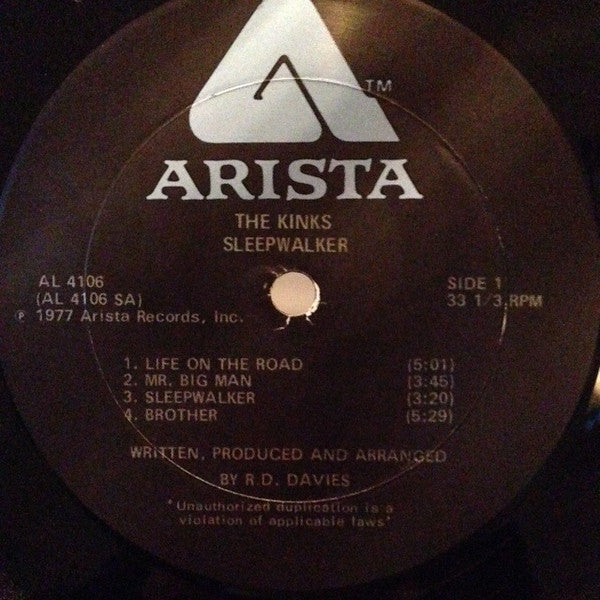 TM
ARISTA
THE KINKS
SLEEPWALKER
AL 4106
(AL 4106 SA)
℗ 1977 Arista Records, Inc.
SIDE 1
33 1/3 RPM
1. LIFE ON THE ROAD (5:01)
2. MR. BIG MAN (3:45)
3. SLEEPWALKER (3:20)
4. BROTHER (5:29)
WRITTEN, PRODUCED AND ARRANGED
BY R.D. DAVIES
"Unauthorized duplication is a
violation of applicable laws"